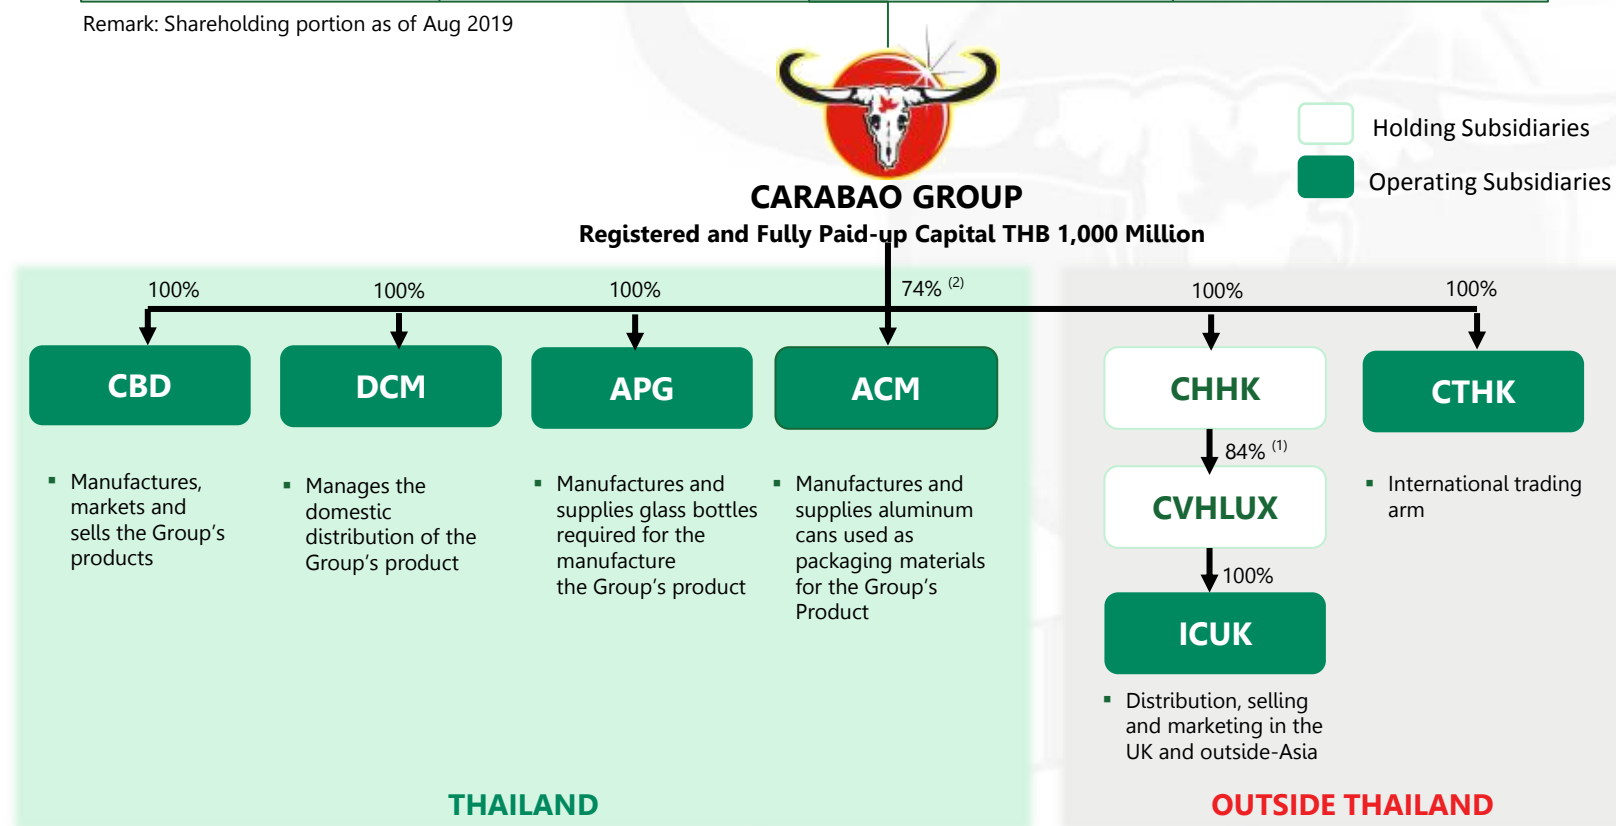 Remark: Shareholding portion as of Aug 2019
Holding Subsidiaries
Operating Subsidiaries
CARABAO GROUP
Registered and Fully Paid-up Capital THB 1,000 Million
100%
100%
100%
74% (2)
100%
100%
CBD
DCM
APG
ACM
CHHK
CTHK
84% (1)
CVHLUX
100%
ICUK
▪ Manufactures,
markets and
sells the Group's
products
▪ Manages the
domestic
distribution of the
Group's product
▪ Manufactures and
supplies glass bottles
required for the
manufacture
the Group's product
▪ Manufactures and
supplies aluminum
cans used as
packaging materials
for the Group's
Product
▪ International trading
arm
▪ Distribution, selling
and marketing in the
UK and outside-Asia
THAILAND
OUTSIDE THAILAND